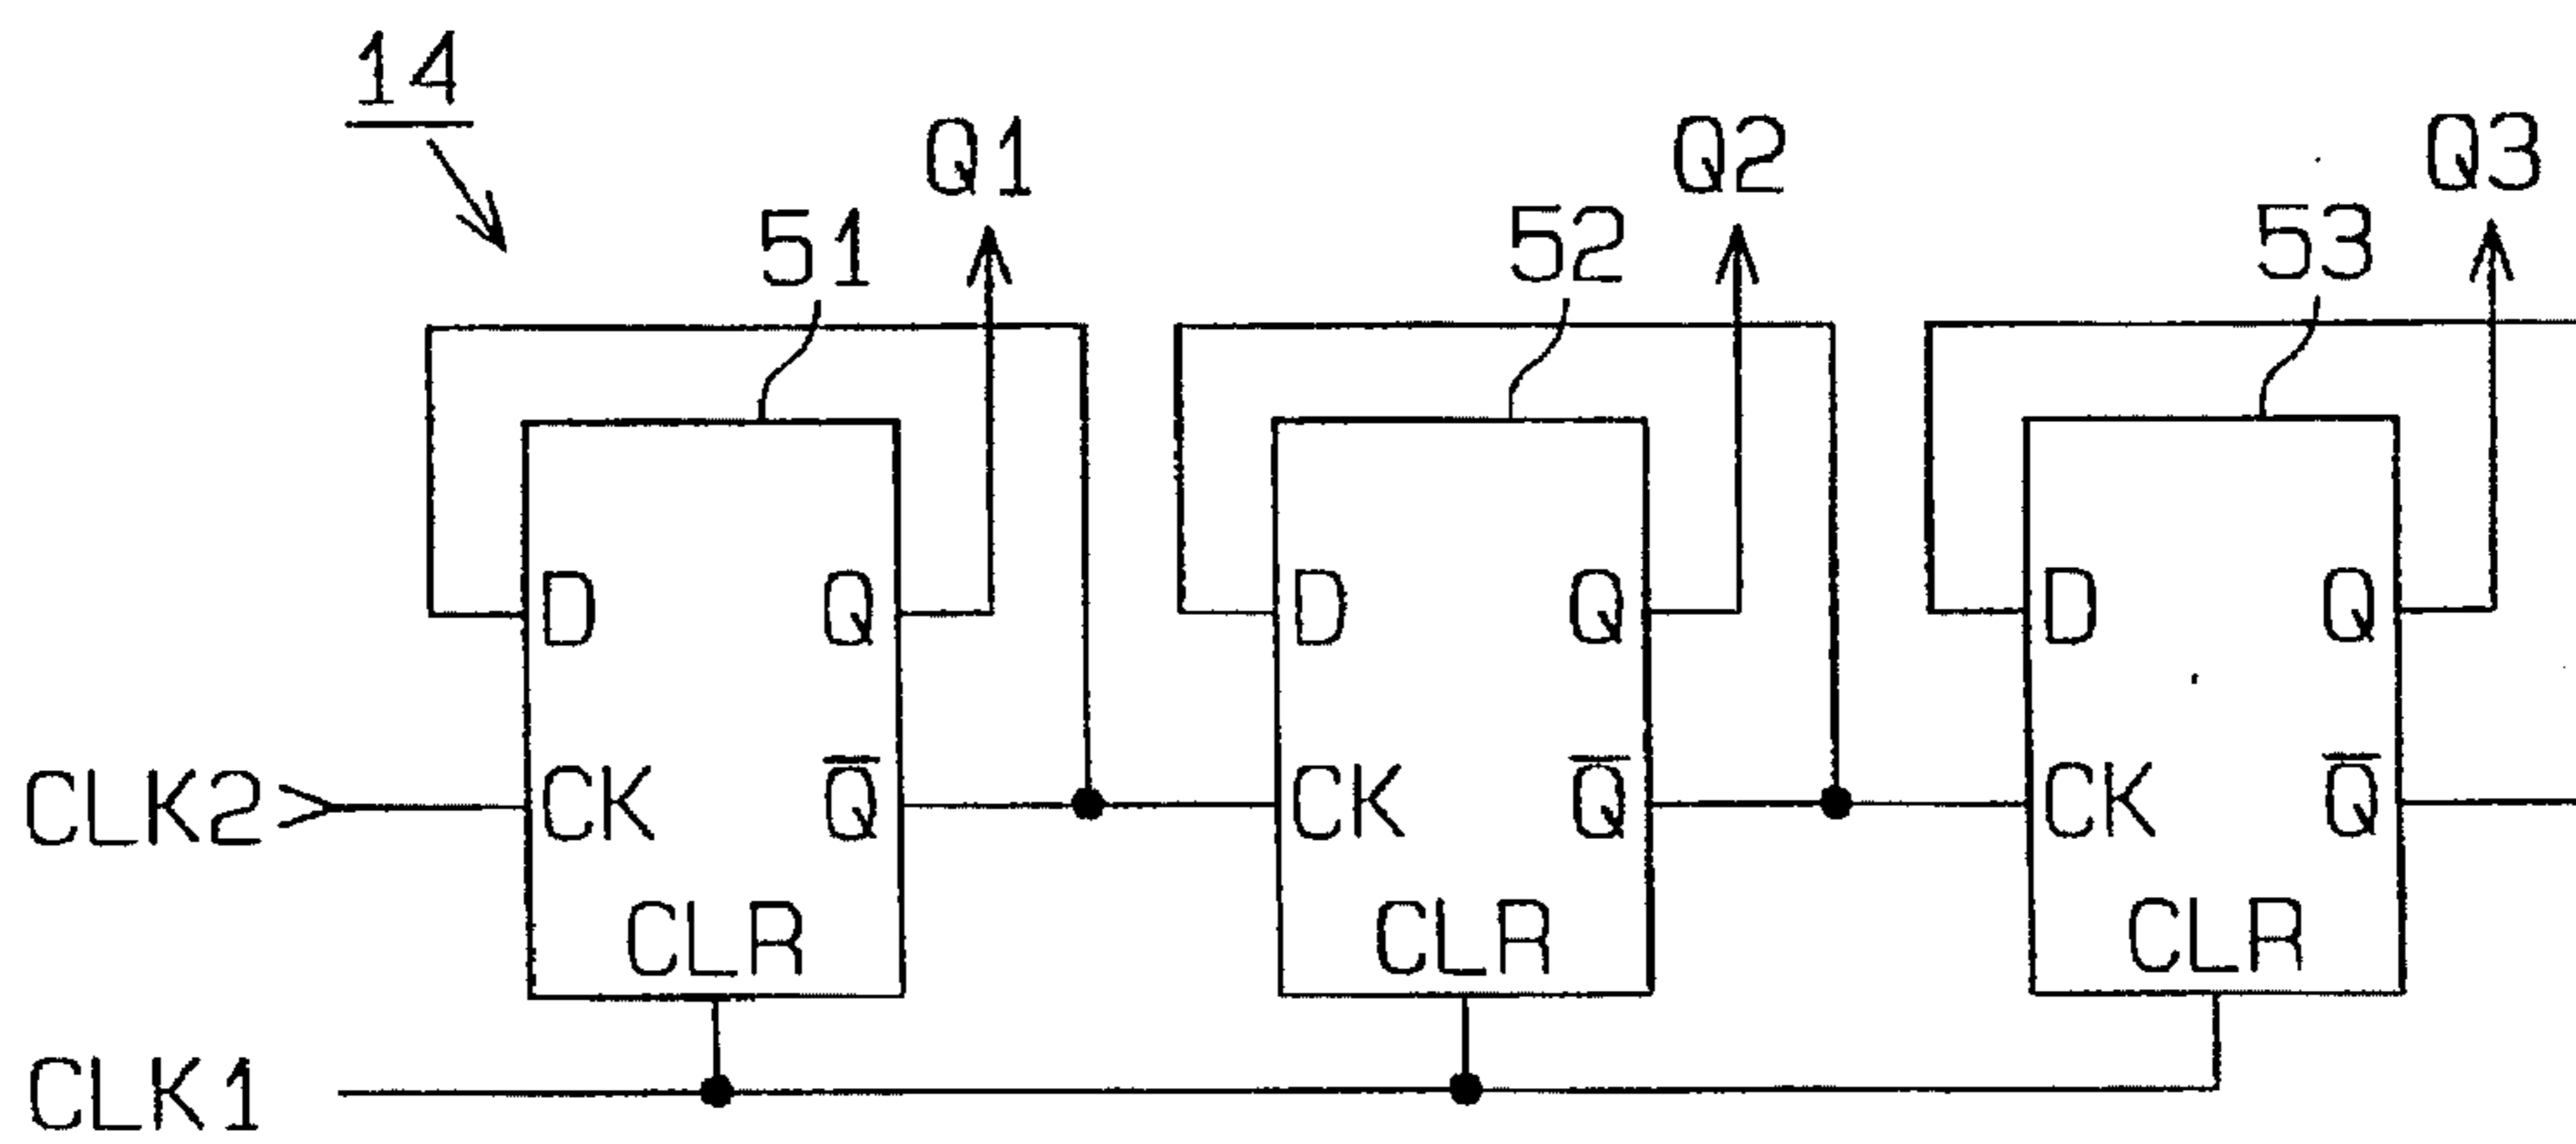 14
Q1 Q2 Q3
51 52 53
D Q D Q D Q
CLK2 CK Q̅ CK Q̅ CK Q̅
CLR CLR CLR
CLK1